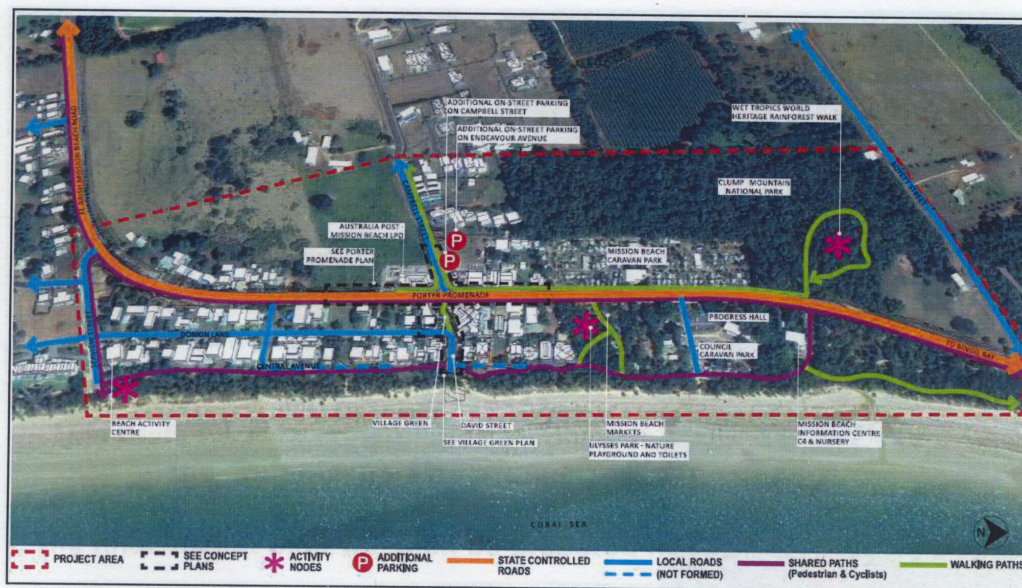 ADDITIONAL ON-STREET PARKING
ON CAMPBELL STREET
ADDITIONAL ON-STREET PARKING
ON ENDEAVOUR AVENUE
WET TROPICS WORLD
HERITAGE RAINFOREST WALK
CLUMP MOUNTAIN
NATIONAL PARK
AUSTRALIA POST -
MISSION BEACH LPO
SEE PORTER
PROMENADE PLAN
MISSION BEACH
CARAVAN PARK
P
P
PORTER PROMENADE
PROGRESS HALL
COUNCIL
CARAVAN PARK
TO BINGIL BAY
CENTRAL AVENUE
BEACH ACTIVITY
CENTRE
VILLAGE GREEN
DAVID STREET
SEE VILLAGE GREEN PLAN
MISSION BEACH
MARKETS
ULYSSES PARK - NATURE
PLAYGROUND AND TOILETS
MISSION BEACH
INFORMATION CENTRE
C4 & NURSERY
CORAL SEA
N
PROJECT AREA
SEE CONCEPT
PLANS
ACTIVITY
NODES
P
ADDITIONAL
PARKING
STATE CONTROLLED
ROADS
LOCAL ROADS
(NOT FORMED)
SHARED PATHS
(Pedestrian & Cyclists)
WALKING PATHS